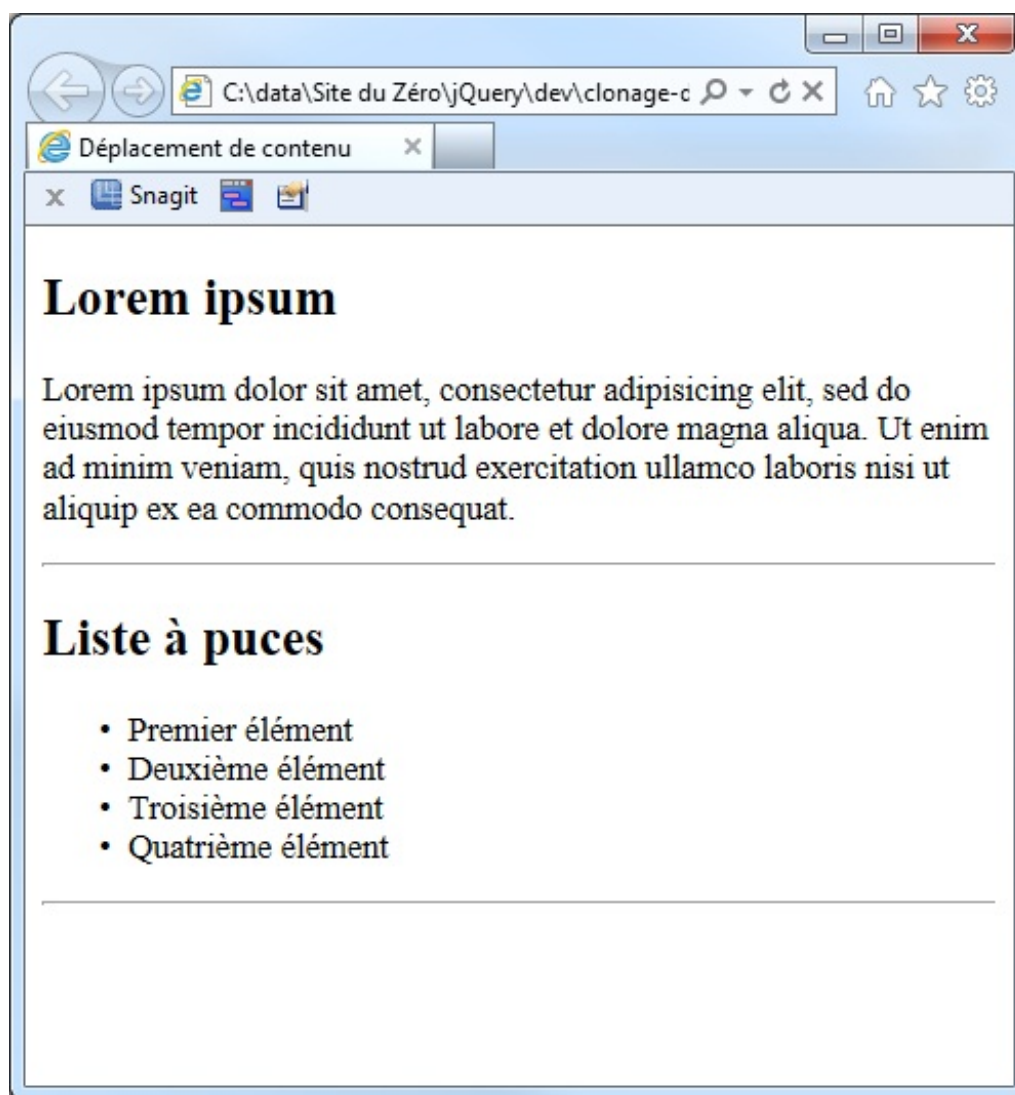 C:\data\Site du Zéro\jQuery\dev\clonage-d
Déplacement de contenu
Snagit
Lorem ipsum
Lorem ipsum dolor sit amet, consectetur adipisicing elit, sed do
eiusmod tempor incididunt ut labore et dolore magna aliqua. Ut enim
ad minim veniam, quis nostrud exercitation ullamco laboris nisi ut
aliquip ex ea commodo consequat.
Liste à puces
• Premier élément
• Deuxième élément
• Troisième élément
• Quatrième élément